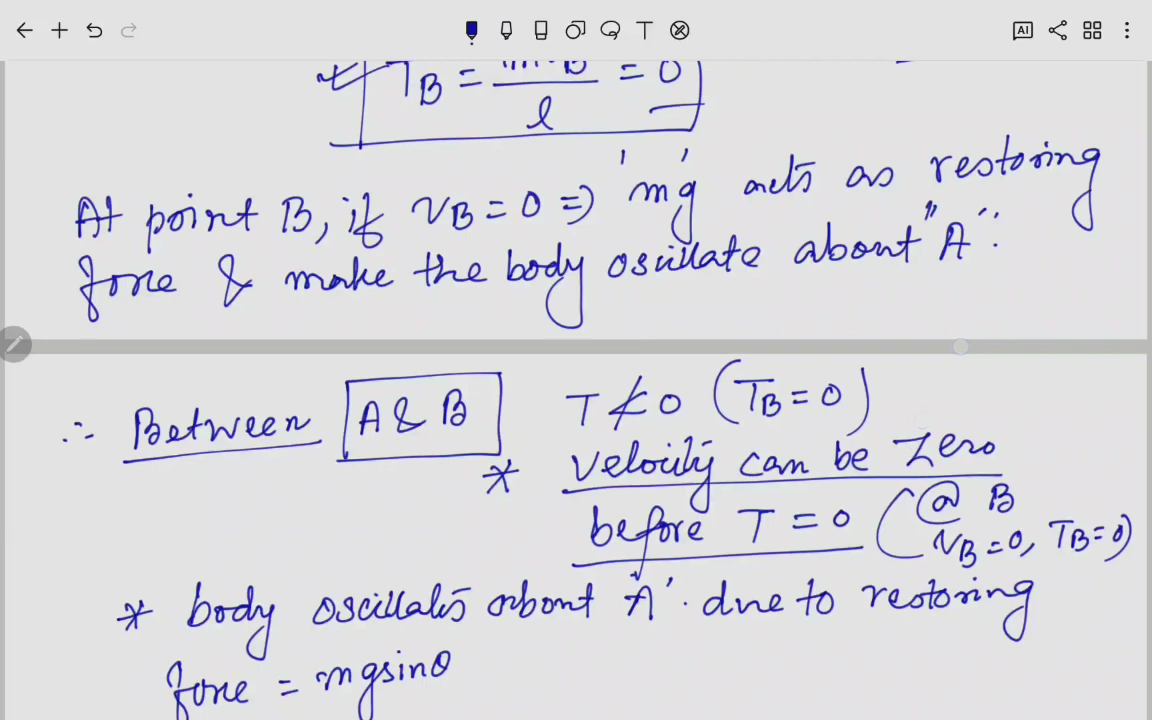 T_B = m v_B / l = 0
At point B, if v_B = 0 => 'mg' acts as restoring
force & make the body oscillate about "A".
∴ Between A & B T ≮ 0 (T_B = 0)
* velocity can be zero
before T = 0 (@ B
v_B = 0, T_B = 0)
* body oscillates about 'A'. due to restoring
force = mg sinθ